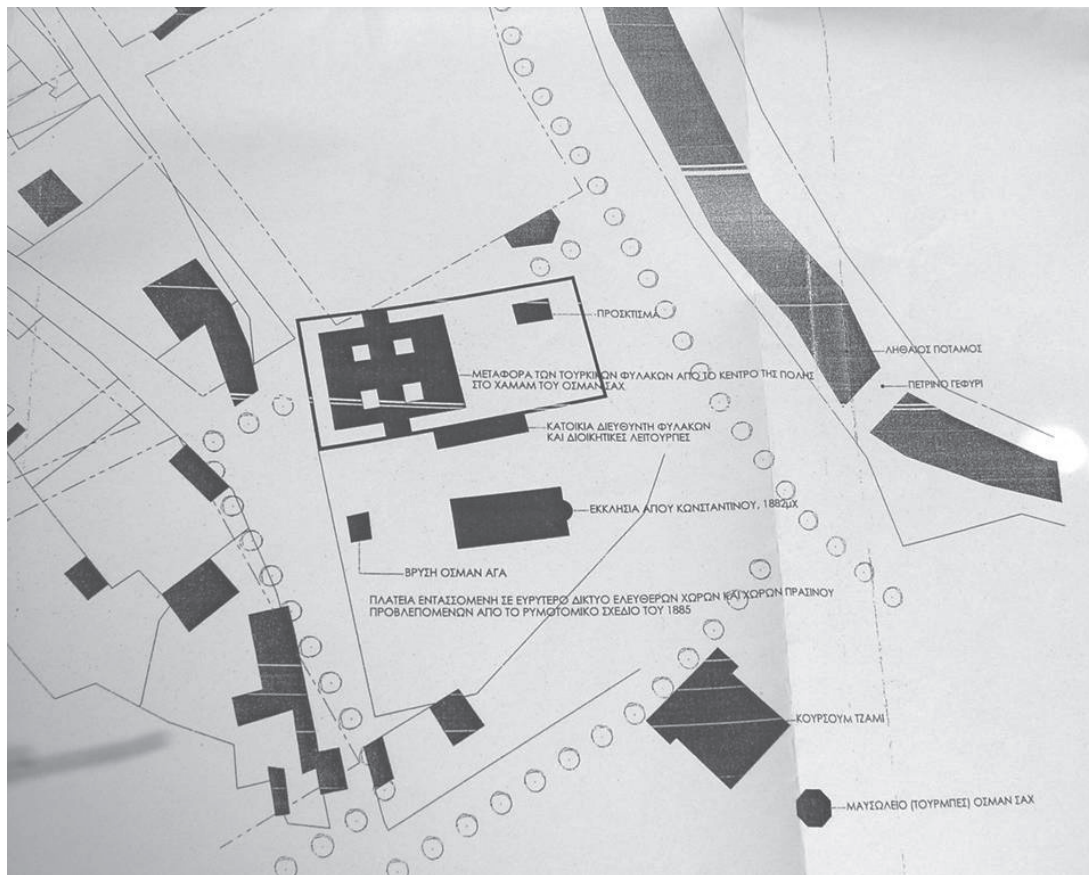 ΠΡΟΣΚΤΙΣΜΑ
ΛΗΘΑΙΟΣ ΠΟΤΑΜΟΣ
ΜΕΤΑΦΟΡΑ ΤΩΝ ΤΟΥΡΚΙΚΩΝ ΦΥΛΑΚΩΝ ΑΠΟ ΤΟ ΚΕΝΤΡΟ ΤΗΣ ΠΟΛΗΣ
ΣΤΟ ΧΑΜΑΜ ΤΟΥ ΟΣΜΑΝ ΣΑΧ
ΠΕΤΡΙΝΟ ΓΕΦΥΡΙ
ΚΑΤΟΙΚΙΑ ΔΙΕΥΘΥΝΤΗ ΦΥΛΑΚΩΝ
ΚΑΙ ΔΙΟΙΚΗΤΙΚΕΣ ΛΕΙΤΟΥΡΓΙΕΣ
ΕΚΚΛΗΣΙΑ ΑΓΙΟΥ ΚΩΝΣΤΑΝΤΙΝΟΥ, 1882μΧ
ΒΡΥΣΗ ΟΣΜΑΝ ΑΓΑ
ΠΛΑΤΕΙΑ ΕΝΤΑΣΣΟΜΕΝΗ ΣΕ ΕΥΡΥΤΕΡΟ ΔΙΚΤΥΟ ΕΛΕΥΘΕΡΩΝ ΧΩΡΩΝ ΚΑΙ ΧΩΡΩΝ ΠΡΑΣΙΝΟΥ
ΠΡΟΒΛΕΠΟΜΕΝΩΝ ΑΠΟ ΤΟ ΡΥΜΟΤΟΜΙΚΟ ΣΧΕΔΙΟ ΤΟΥ 1885
ΚΟΥΡΣΟΥΜ ΤΖΑΜΙ
ΜΑΥΣΩΛΕΙΟ (ΤΟΥΡΜΠΕΣ) ΟΣΜΑΝ ΣΑΧ